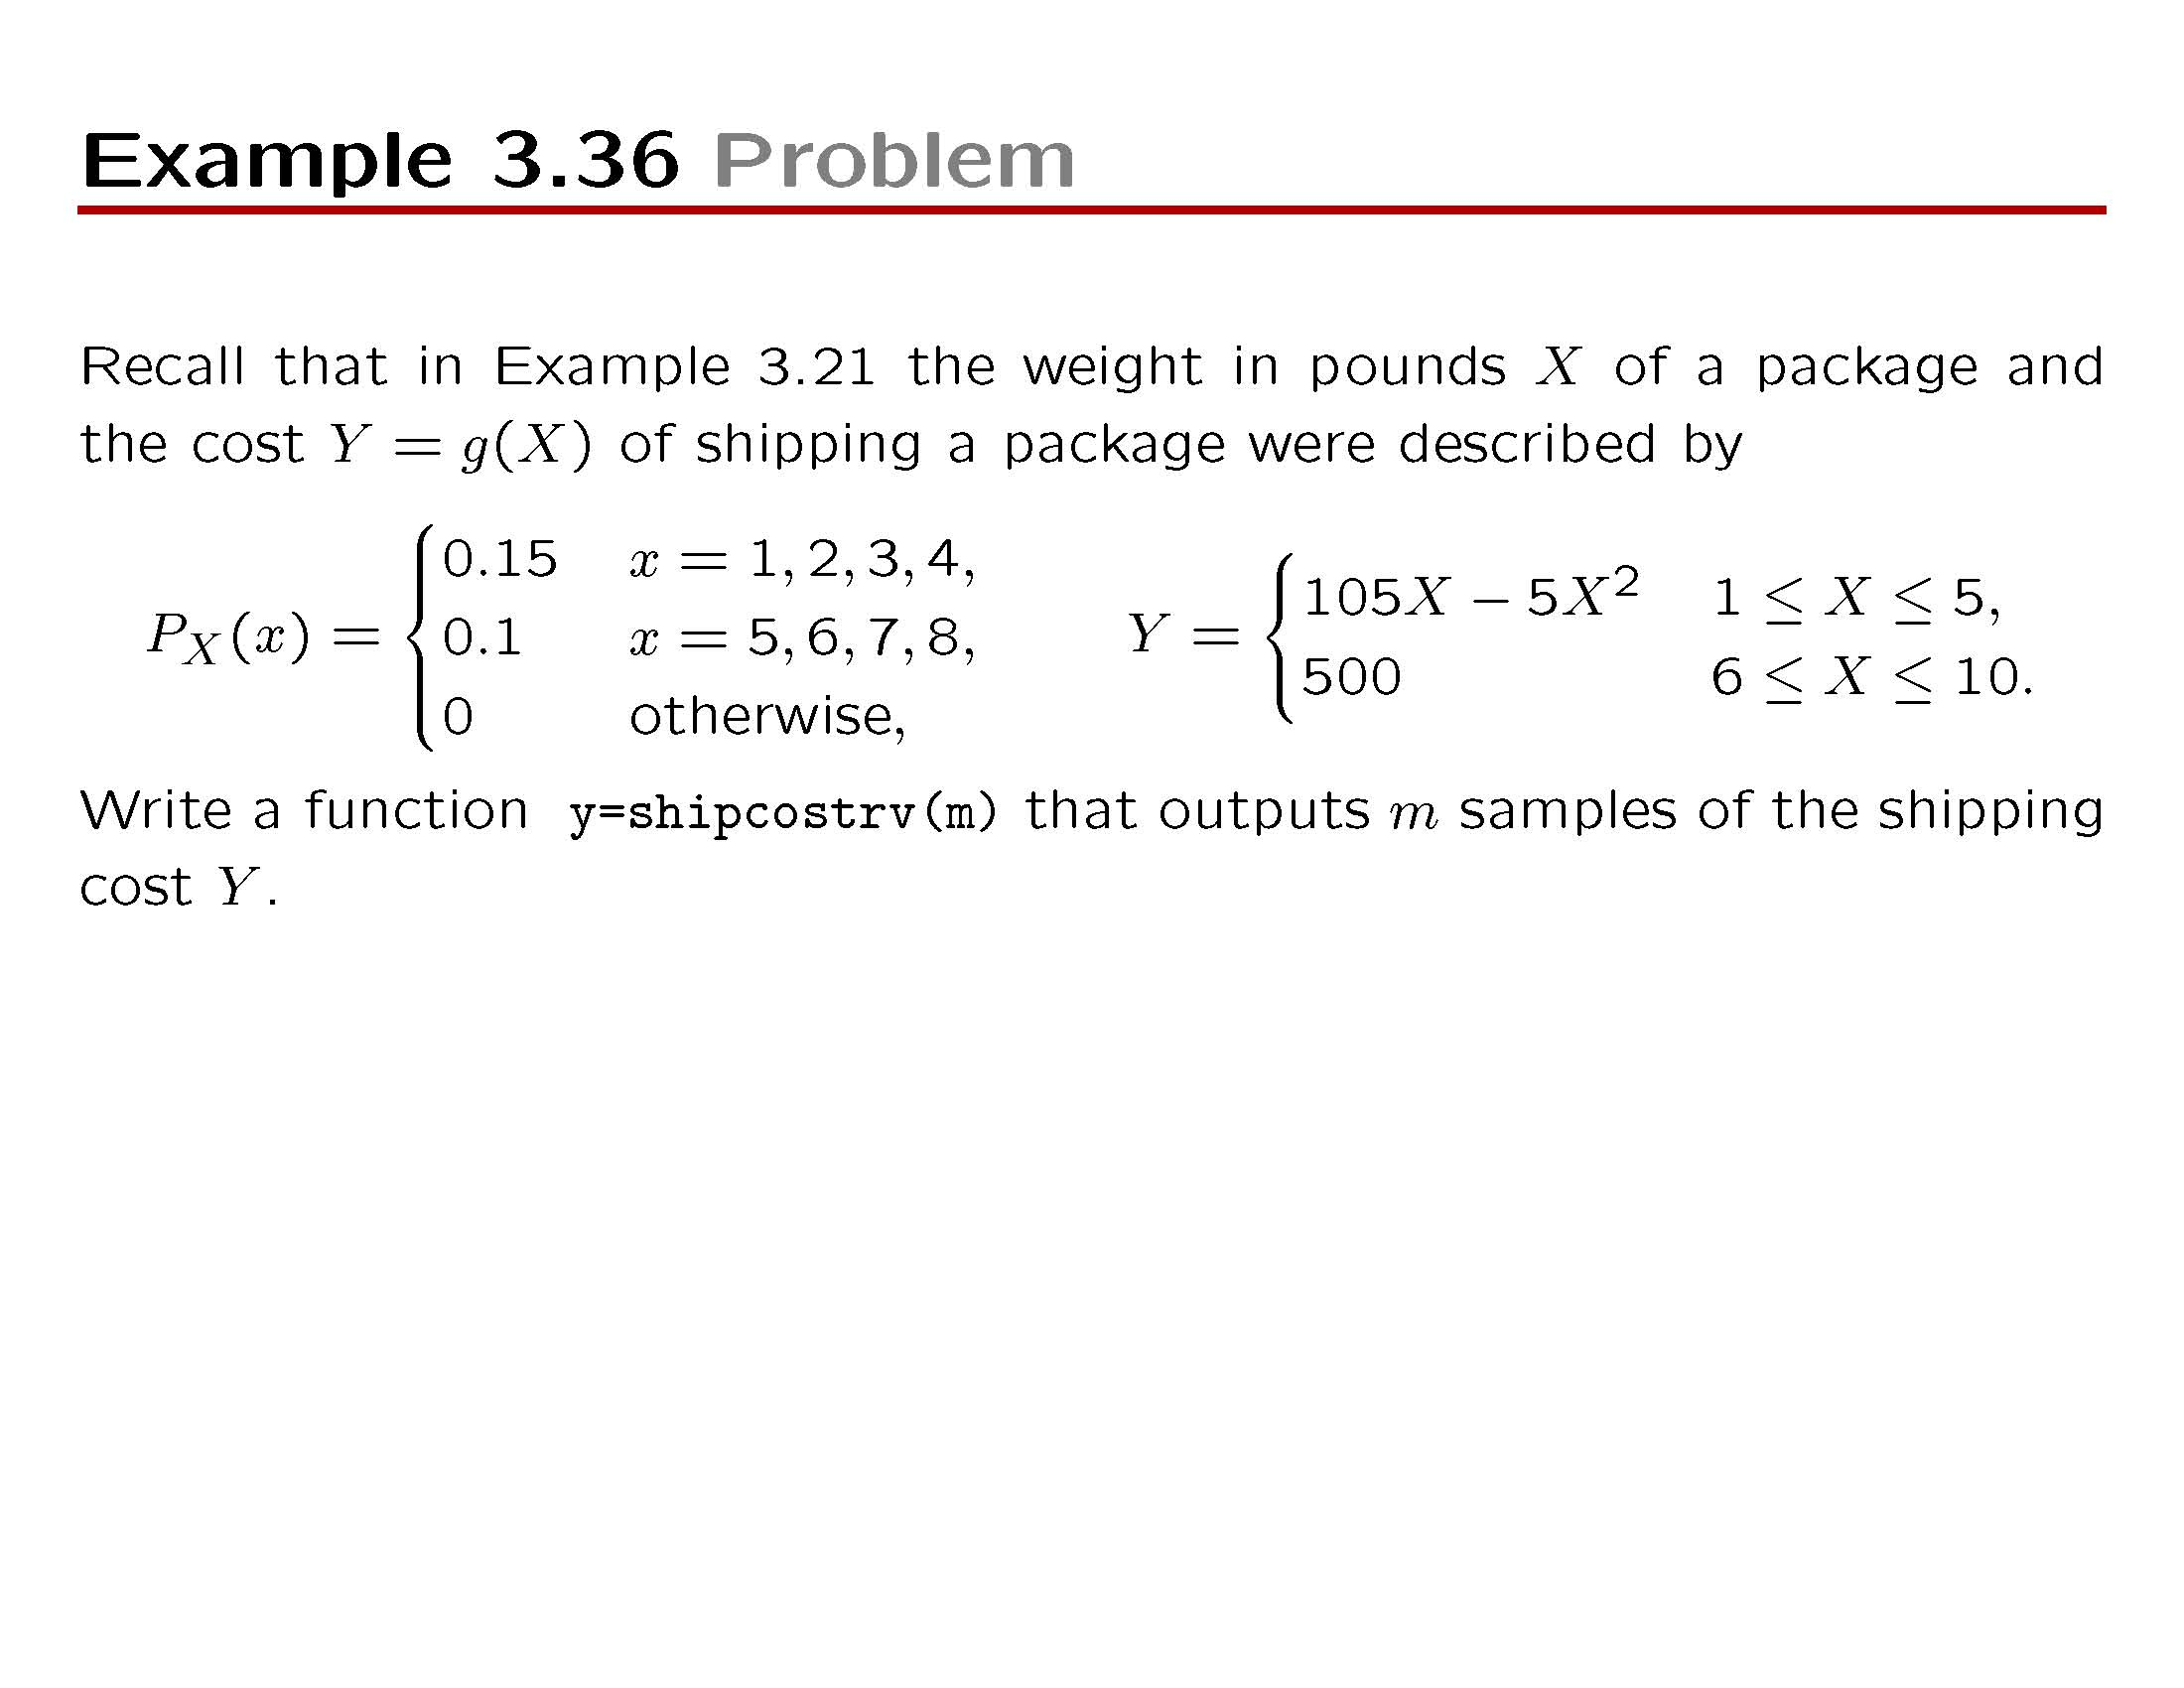 Example 3.36 Problem
Recall that in Example 3.21 the weight in pounds X of a package and
the cost Y = g(X) of shipping a package were described by
P_X(x) = { 0.15 x = 1, 2, 3, 4, 0.1 x = 5, 6, 7, 8, 0 otherwise, Y = { 105X − 5X² 1 ≤ X ≤ 5, 500 6 ≤ X ≤ 10.
Write a function y=shipcostrv(m) that outputs m samples of the shipping
cost Y.